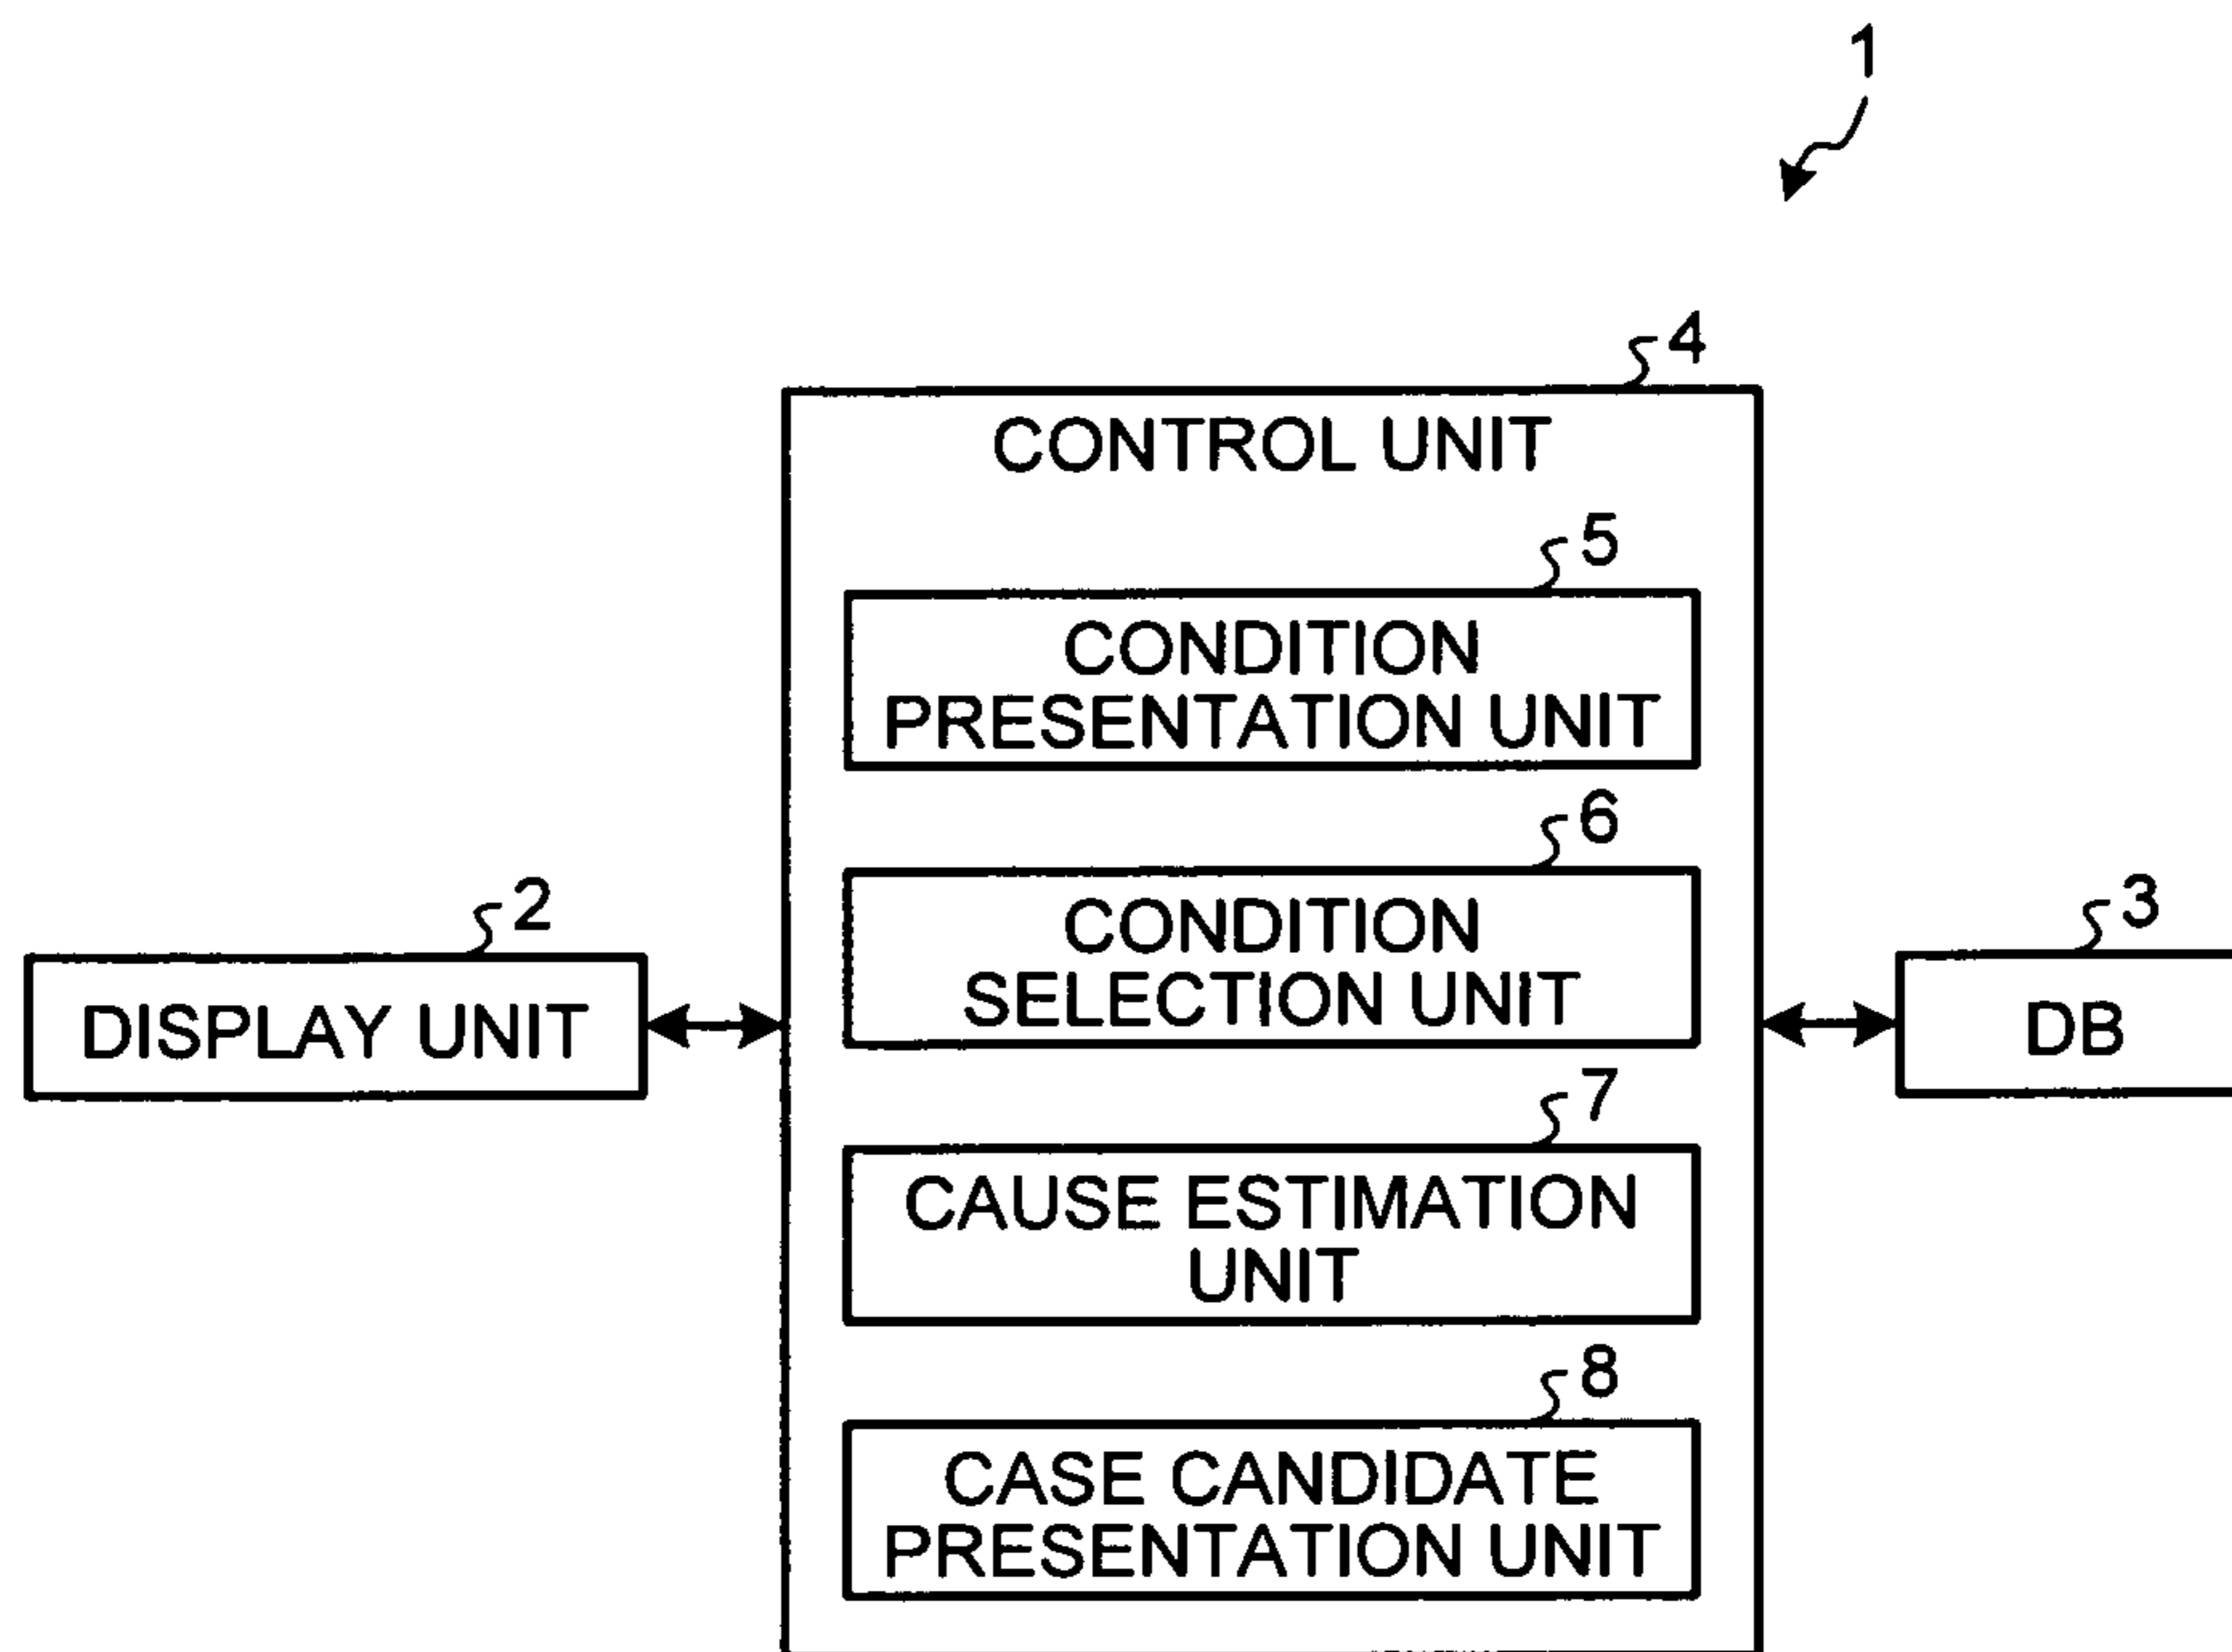 1
4
CONTROL UNIT
5
CONDITION
PRESENTATION UNIT
6
CONDITION
SELECTION UNIT
2
DISPLAY UNIT
3
DB
7
CAUSE ESTIMATION
UNIT
8
CASE CANDIDATE
PRESENTATION UNIT